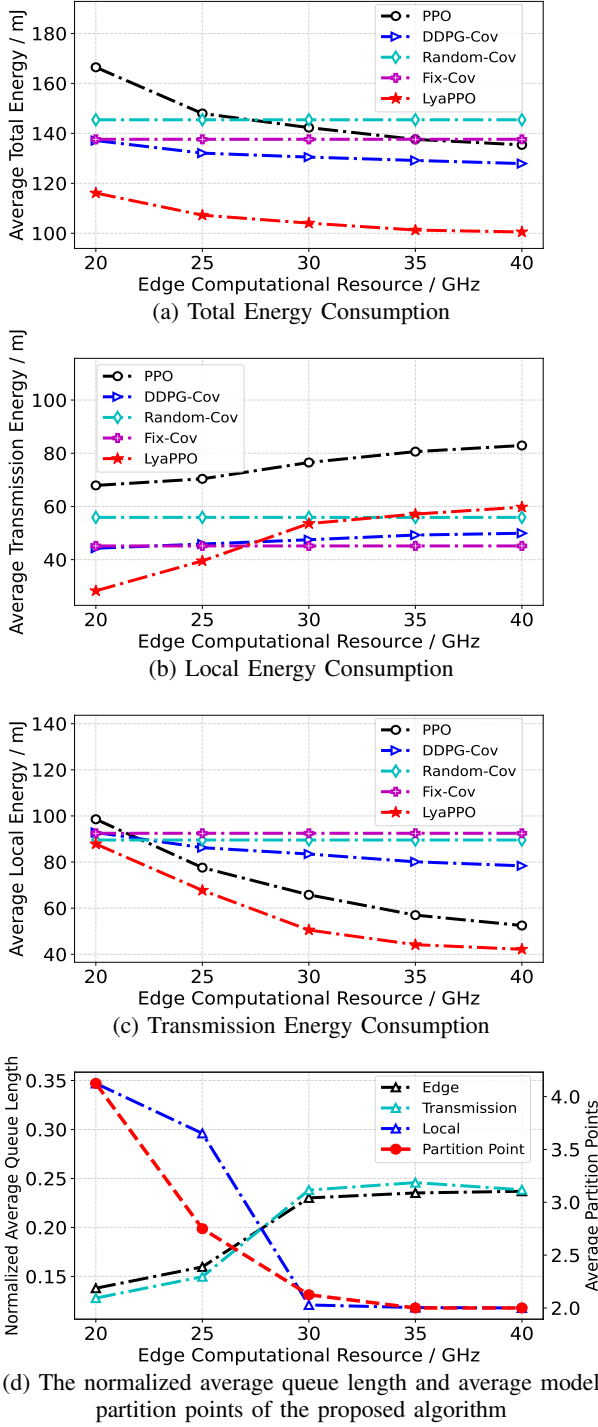 Average Total Energy / mJ
180
160
140
120
100
PPO
DDPG-Cov
Random-Cov
Fix-Cov
LyaPPO
20 25 30 35 40
Edge Computational Resource / GHz
(a) Total Energy Consumption
Average Transmission Energy / mJ
100
80
60
40
PPO
DDPG-Cov
Random-Cov
Fix-Cov
LyaPPO
20 25 30 35 40
Edge Computational Resource / GHz
(b) Local Energy Consumption
Average Local Energy / mJ
140
120
100
80
60
40
PPO
DDPG-Cov
Random-Cov
Fix-Cov
LyaPPO
20 25 30 35 40
Edge Computational Resource / GHz
(c) Transmission Energy Consumption
Normalized Average Queue Length
0.35
0.30
0.25
0.20
0.15
Edge
Transmission
Local
Partition Point
4.0
3.5
3.0
2.5
2.0
Average Partition Points
20 25 30 35 40
Edge Computational Resource / GHz
(d) The normalized average queue length and average model
partition points of the proposed algorithm